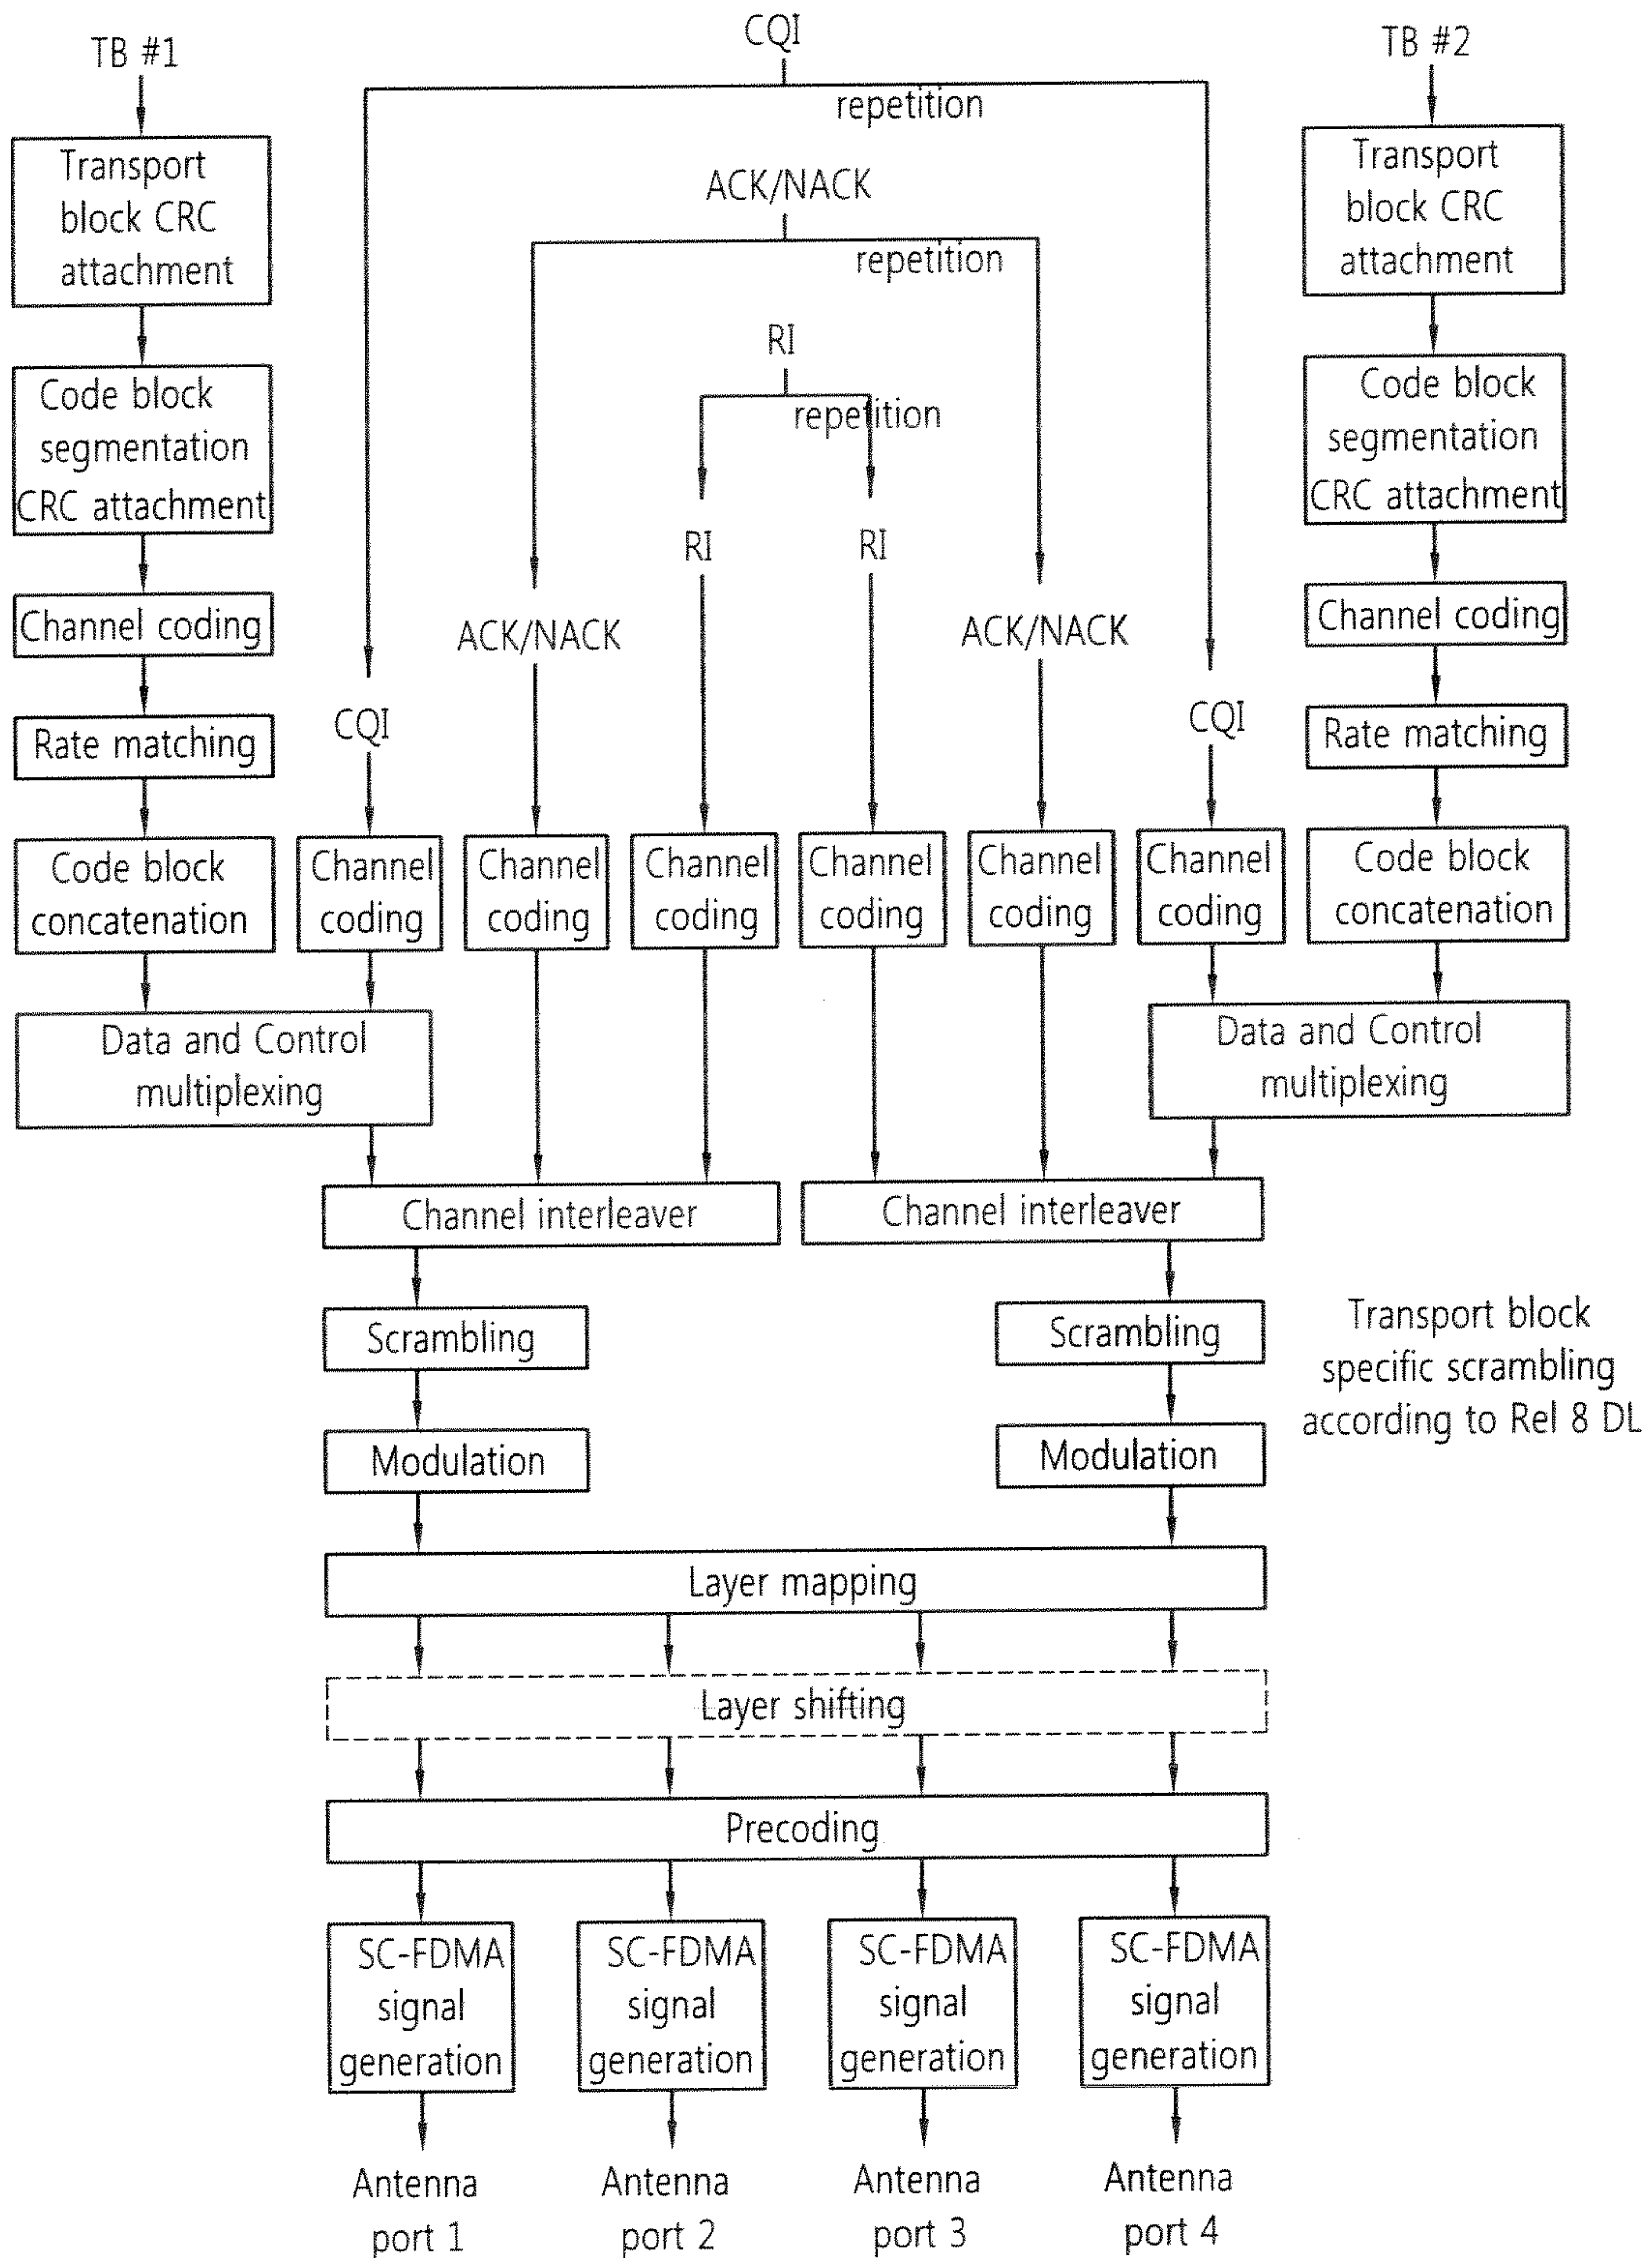 CQI
TB #1
TB #2
repetition
Transport
block CRC
attachment
Transport
block CRC
attachment
ACK/NACK
repetition
RI
repetition
Code block
segmentation
CRC attachment
Code block
segmentation
CRC attachment
RI
RI
Channel coding
ACK/NACK
ACK/NACK
Channel coding
Rate matching
CQI
CQI
Rate matching
Code block
concatenation
Channel
coding
Channel
coding
Channel
coding
Channel
coding
Channel
coding
Channel
coding
Code block
concatenation
Data and Control
multiplexing
Data and Control
multiplexing
Channel interleaver
Channel interleaver
Scrambling
Scrambling
Transport block
specific scrambling
according to Rel 8 DL
Modulation
Modulation
Layer mapping
Layer shifting
Precoding
SC-FDMA
signal
generation
SC-FDMA
signal
generation
SC-FDMA
signal
generation
SC-FDMA
signal
generation
Antenna
port 1
Antenna
port 2
Antenna
port 3
Antenna
port 4